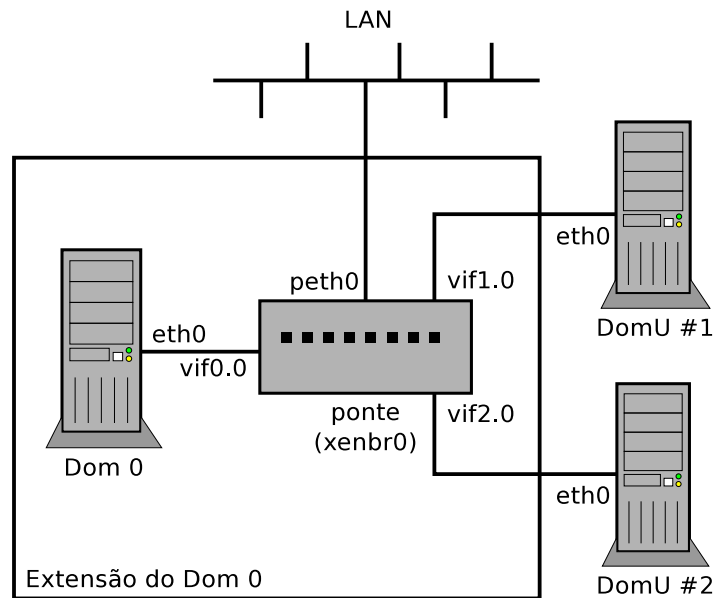 LAN
eth0
peth0
vif1.0
DomU #1
eth0
vif0.0
ponte
(xenbr0)
vif2.0
Dom 0
eth0
Extensão do Dom 0
DomU #2